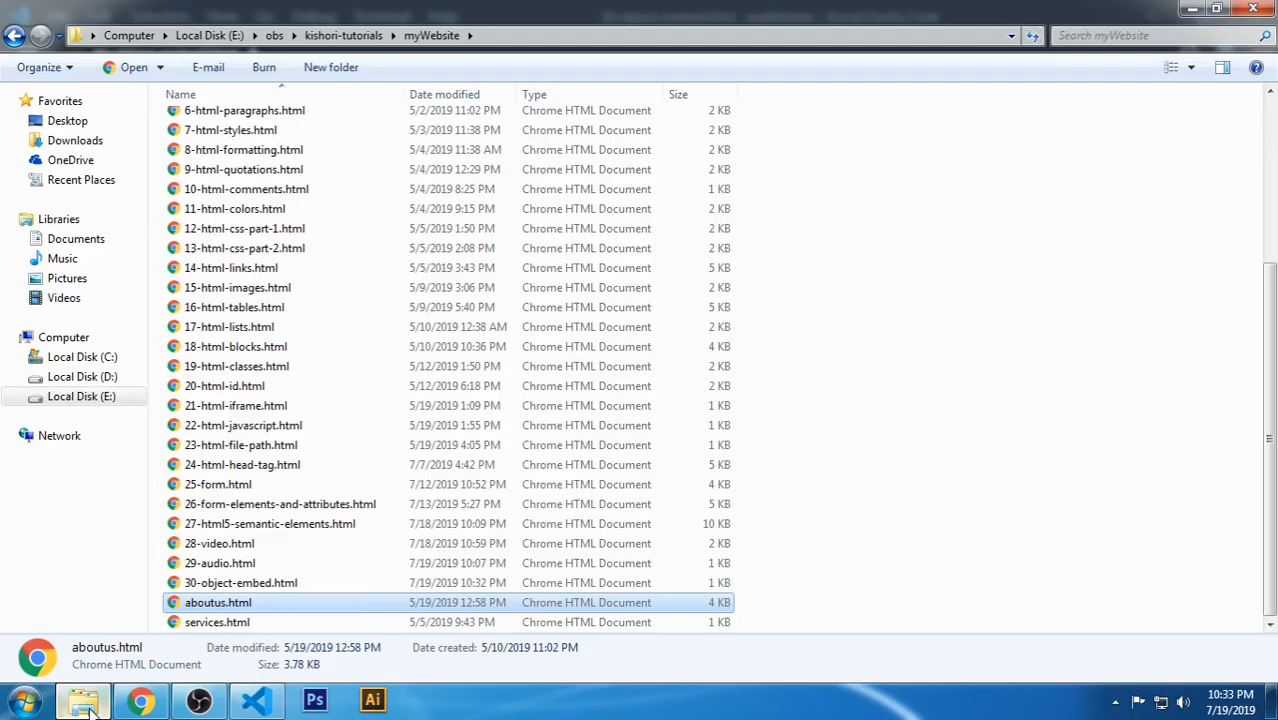 Computer Local Disk (E:) obs kishori-tutorials myWebsite
Search myWebsite
Organize Open E-mail Burn New folder
Name Date modified Type Size
Favorites
Desktop
Downloads
OneDrive
Recent Places
Libraries
Documents
Music
Pictures
Videos
Computer
Local Disk (C:)
Local Disk (D:)
Local Disk (E:)
Network
6-html-paragraphs.html 5/2/2019 11:02 PM Chrome HTML Document 2 KB
7-html-styles.html 5/3/2019 11:38 PM Chrome HTML Document 2 KB
8-html-formatting.html 5/4/2019 11:38 AM Chrome HTML Document 2 KB
9-html-quotations.html 5/4/2019 12:29 PM Chrome HTML Document 2 KB
10-html-comments.html 5/4/2019 8:25 PM Chrome HTML Document 1 KB
11-html-colors.html 5/4/2019 9:15 PM Chrome HTML Document 2 KB
12-html-css-part-1.html 5/5/2019 1:50 PM Chrome HTML Document 2 KB
13-html-css-part-2.html 5/5/2019 2:08 PM Chrome HTML Document 2 KB
14-html-links.html 5/5/2019 3:43 PM Chrome HTML Document 5 KB
15-html-images.html 5/9/2019 3:06 PM Chrome HTML Document 2 KB
16-html-tables.html 5/9/2019 5:40 PM Chrome HTML Document 5 KB
17-html-lists.html 5/10/2019 12:38 AM Chrome HTML Document 2 KB
18-html-blocks.html 5/10/2019 10:36 PM Chrome HTML Document 4 KB
19-html-classes.html 5/12/2019 1:50 PM Chrome HTML Document 2 KB
20-html-id.html 5/12/2019 6:18 PM Chrome HTML Document 2 KB
21-html-iframe.html 5/19/2019 1:09 PM Chrome HTML Document 1 KB
22-html-javascript.html 5/19/2019 1:55 PM Chrome HTML Document 1 KB
23-html-file-path.html 5/19/2019 4:05 PM Chrome HTML Document 1 KB
24-html-head-tag.html 7/7/2019 4:42 PM Chrome HTML Document 5 KB
25-form.html 7/12/2019 10:52 PM Chrome HTML Document 4 KB
26-form-elements-and-attributes.html 7/13/2019 5:27 PM Chrome HTML Document 5 KB
27-html5-semantic-elements.html 7/18/2019 10:09 PM Chrome HTML Document 10 KB
28-video.html 7/18/2019 10:59 PM Chrome HTML Document 2 KB
29-audio.html 7/19/2019 10:07 PM Chrome HTML Document 1 KB
30-object-embed.html 7/19/2019 10:32 PM Chrome HTML Document 1 KB
aboutus.html 5/19/2019 12:58 PM Chrome HTML Document 4 KB
services.html 5/5/2019 9:43 PM Chrome HTML Document 1 KB
aboutus.html Date modified: 5/19/2019 12:58 PM Date created: 5/10/2019 11:02 PM
Chrome HTML Document Size: 3.78 KB
Ps Ai
10:33 PM
7/19/2019